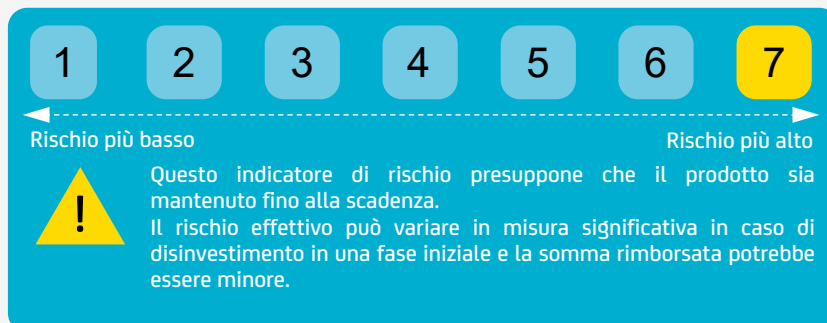 1 2 3 4 5 6 7
Rischio più basso Rischio più alto
!
Questo indicatore di rischio presuppone che il prodotto sia
mantenuto fino alla scadenza.
Il rischio effettivo può variare in misura significativa in caso di
disinvestimento in una fase iniziale e la somma rimborsata potrebbe
essere minore.